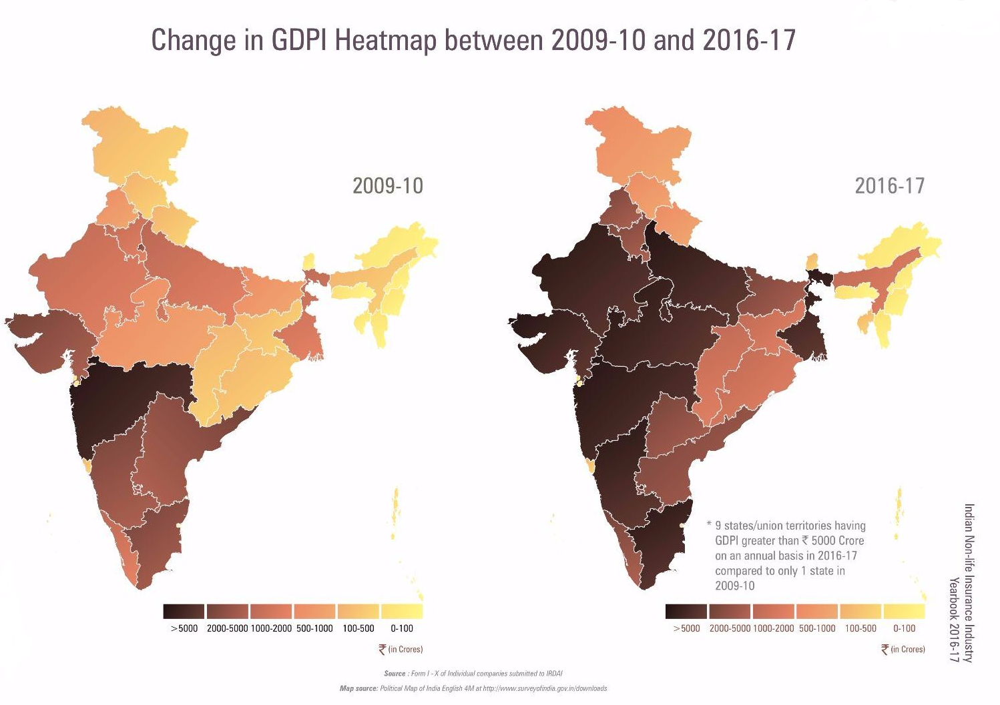 Change in GDPI Heatmap between 2009-10 and 2016-17
2009-10
2016-17
* 9 states/union territories having
GDPI greater than ₹ 5000 Crore
on an annual basis in 2016-17
compared to only 1 state in
2009-10
>5000 2000-5000 1000-2000 500-1000 100-500 0-100
₹ (in Crores)
>5000 2000-5000 1000-2000 500-1000 100-500 0-100
₹ (in Crores)
Indian Non-life Insurance Industry
Yearbook 2016-17
Source : Form I - X of Individual companies submitted to IRDAI
Map source: Political Map of India English 4M at http://www.surveyofindia.gov.in/downloads